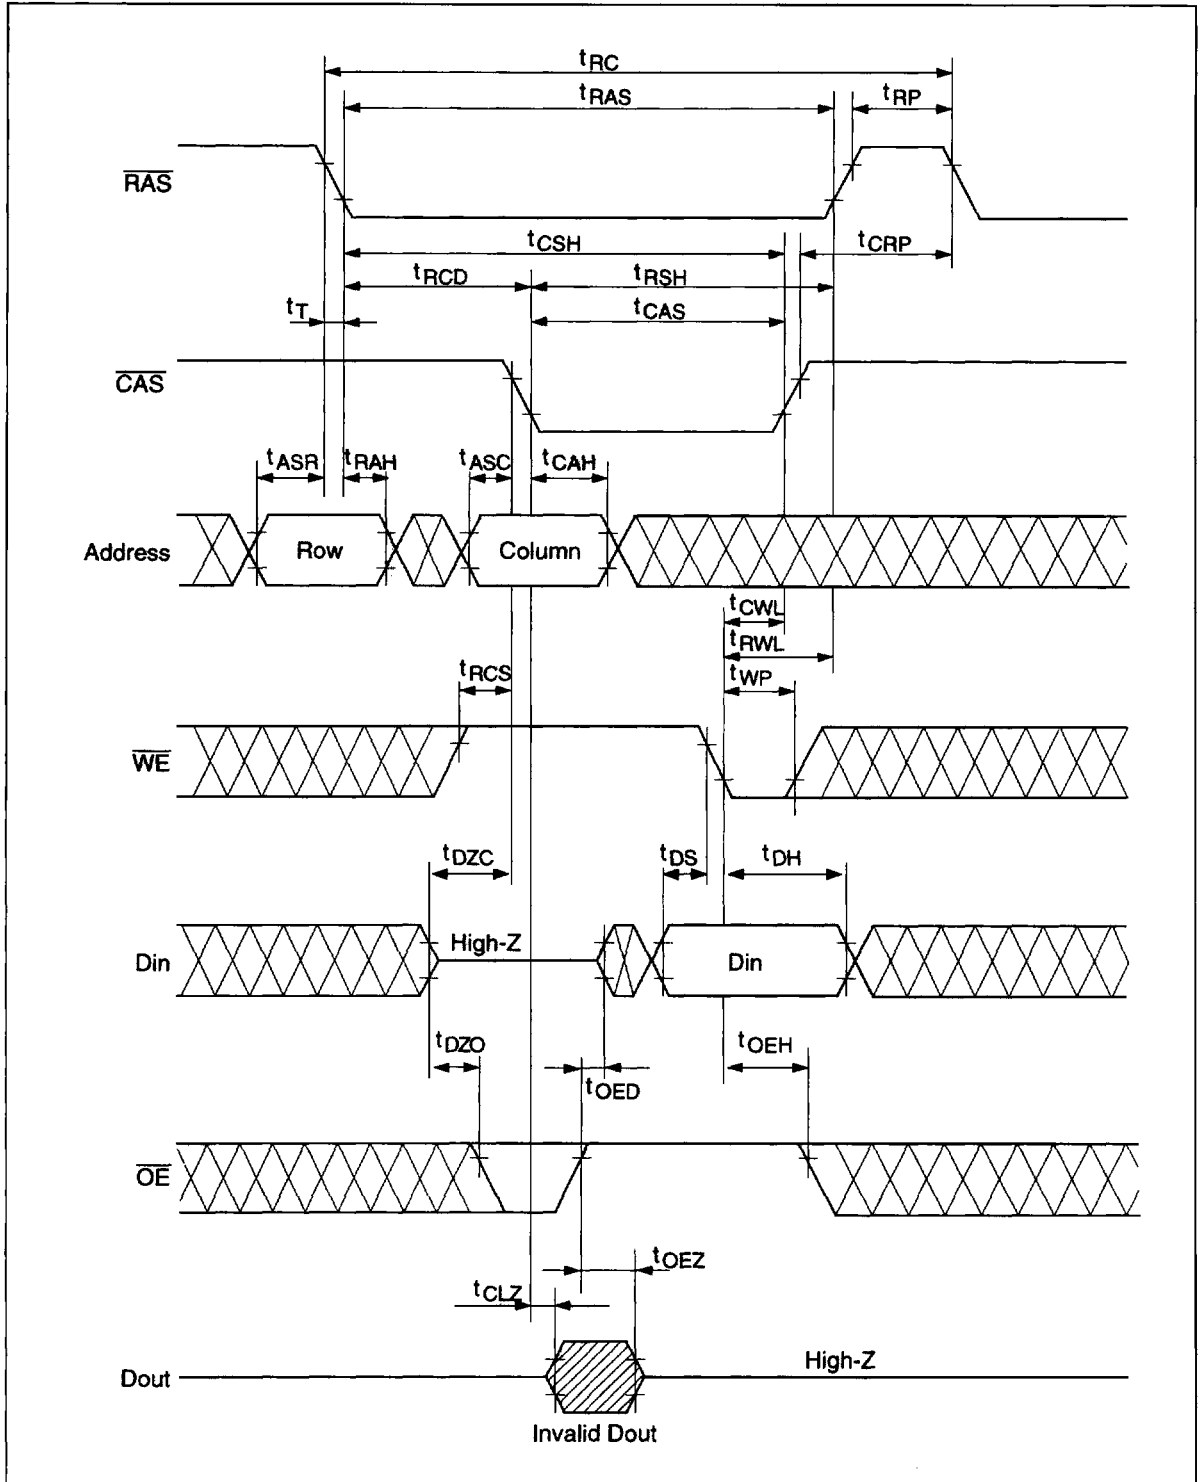 tRC
tRAS
tRP
RAS
tCSH
tCRP
tRCD
tRSH
tT
tCAS
CAS
tASR
tRAH
tASC
tCAH
Address
Row
Column
tCWL
tRWL
tRCS
tWP
WE
tDZC
tDS
tDH
High-Z
Din
Din
tDZO
tOED
tOEH
OE
tOEZ
tCLZ
High-Z
Dout
Invalid Dout